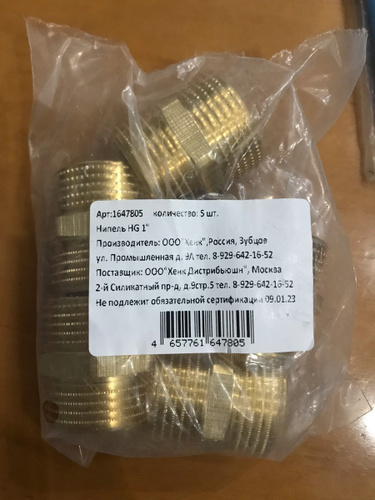 Арт:1647805 количество: 5 шт.
Нипель HG 1"
Производитель: ООО"Хенк",Россия, Зубцов
ул. Промышленная д. 9А тел. 8-929-642-16-52
Поставщик: ООО"Хенк Дистрибьюшн", Москва
2-й Силикатный пр-д, д.9стр.5 тел. 8-929-642-16-52
Не подлежит обязательной сертификации 09.01.23
4 657761 647805